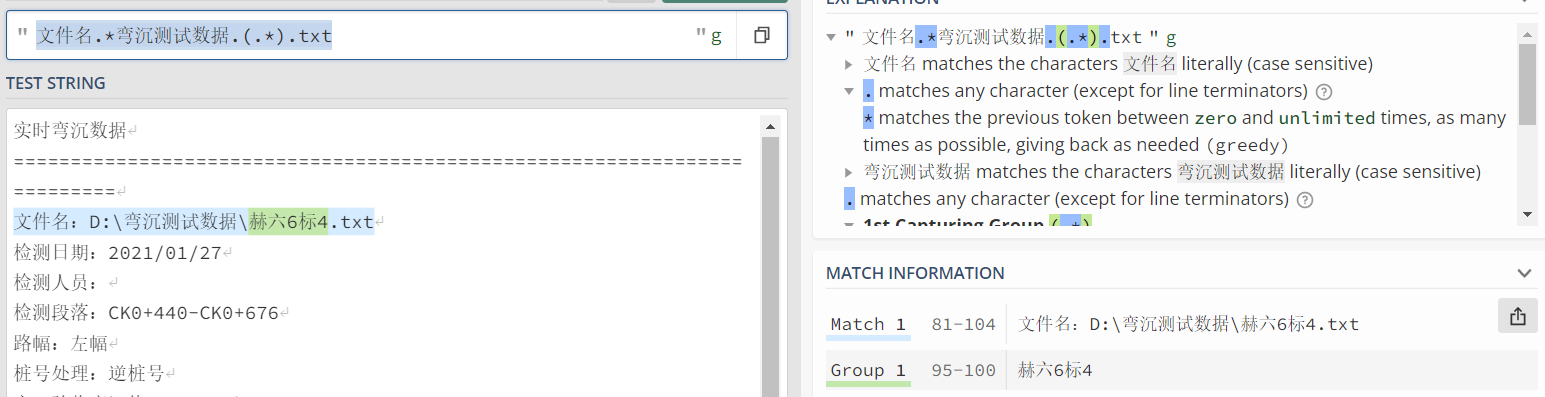 EXPLANATION
" 文件名.*弯沉测试数据.(.*).txt " g
TEST STRING
实时弯沉数据↵
================================================================
=========↵
文件名：D:\弯沉测试数据\赫六6标4.txt↵
检测日期：2021/01/27↵
检测人员：↵
检测段落：CK0+440-CK0+676↵
路幅：左幅↵
桩号处理：逆桩号↵
" 文件名.*弯沉测试数据.(.*).txt " g
文件名 matches the characters 文件名 literally (case sensitive)
. matches any character (except for line terminators)
* matches the previous token between zero and unlimited times, as many
times as possible, giving back as needed (greedy)
弯沉测试数据 matches the characters 弯沉测试数据 literally (case sensitive)
. matches any character (except for line terminators)
1st Capturing Group (.*)
MATCH INFORMATION
Match 1 81-104 文件名：D:\弯沉测试数据\赫六6标4.txt
Group 1 95-100 赫六6标4